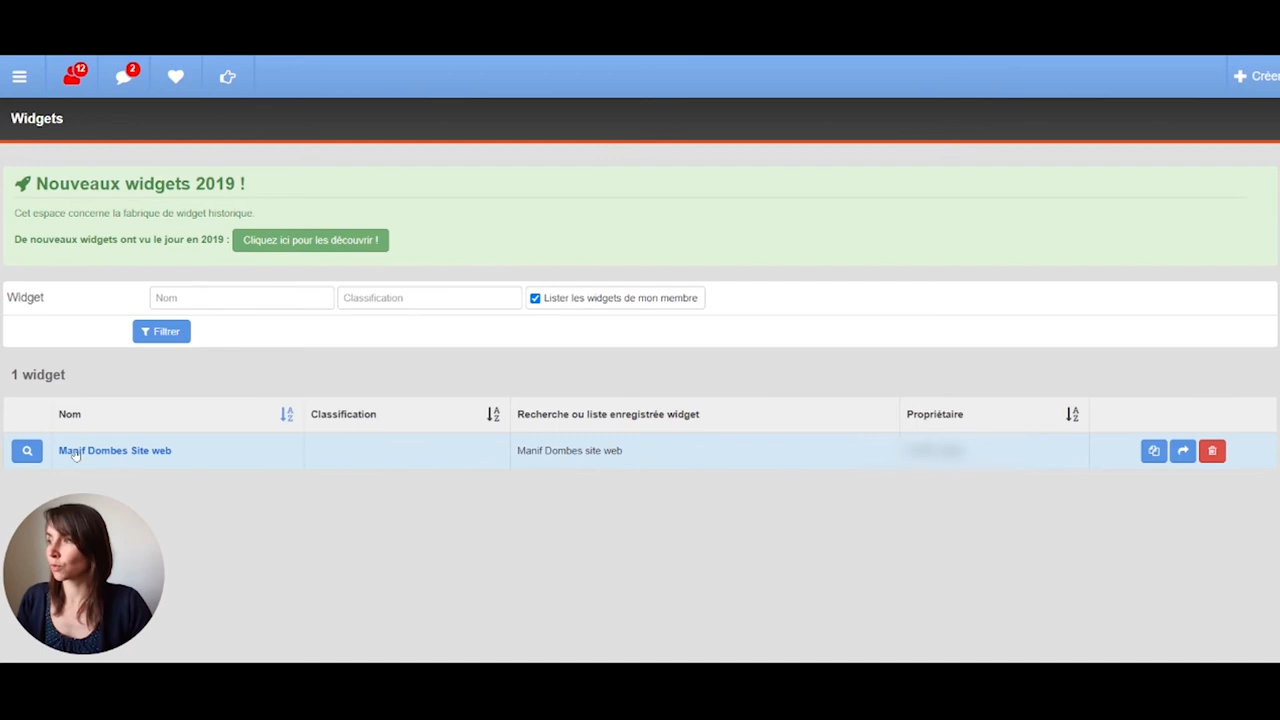 12
2
Créer
Widgets
Nouveaux widgets 2019 !
Cet espace concerne la fabrique de widget historique.
De nouveaux widgets ont vu le jour en 2019 : Cliquez ici pour les découvrir !
Widget Nom Classification Lister les widgets de mon membre
Filtrer
1 widget
Nom Classification Recherche ou liste enregistrée widget Propriétaire
Manif Dombes Site web Manif Dombes site web